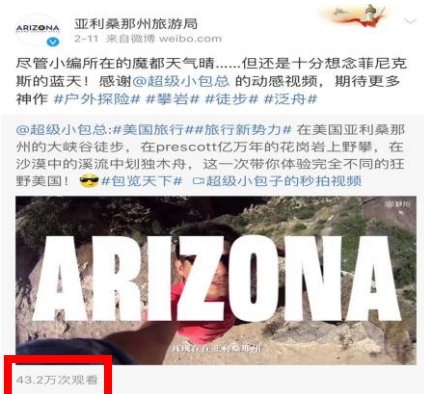 ARIZONA
亚利桑那州旅游局
2-11 来自微博 weibo.com
尽管小编所在的魔都天气晴......但还是十分想念菲尼克
斯的蓝天！感谢@超级小包总 的动感视频，期待更多
神作 #户外探险# #攀岩# #徒步# #泛舟#
@超级小包总:#美国旅行##旅行新势力# 在美国亚利桑那
州的大峡谷徒步，在prescott亿万年的花岗岩上野攀，在
沙漠中的溪流中划独木舟，这一次带你体验完全不同的狂
野美国！😎#包览天下# 超级小包子的秒拍视频
秒拍
ARIZONA
我现在在亚利桑那州
43.2万次观看